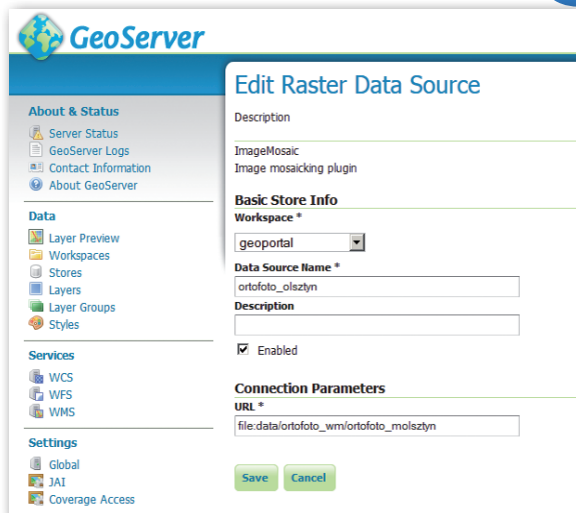 GeoServer
About & Status
Server Status
GeoServer Logs
Contact Information
About GeoServer
Data
Layer Preview
Workspaces
Stores
Layers
Layer Groups
Styles
Services
WCS
WFS
WMS
Settings
Global
JAI
Coverage Access
Edit Raster Data Source
Description
ImageMosaic
Image mosaicking plugin
Basic Store Info
Workspace *
geoportal
Data Source Name *
ortofoto_olsztyn
Description
Enabled
Connection Parameters
URL *
file:data/ortofoto_wm/ortofoto_molsztyn
Save Cancel